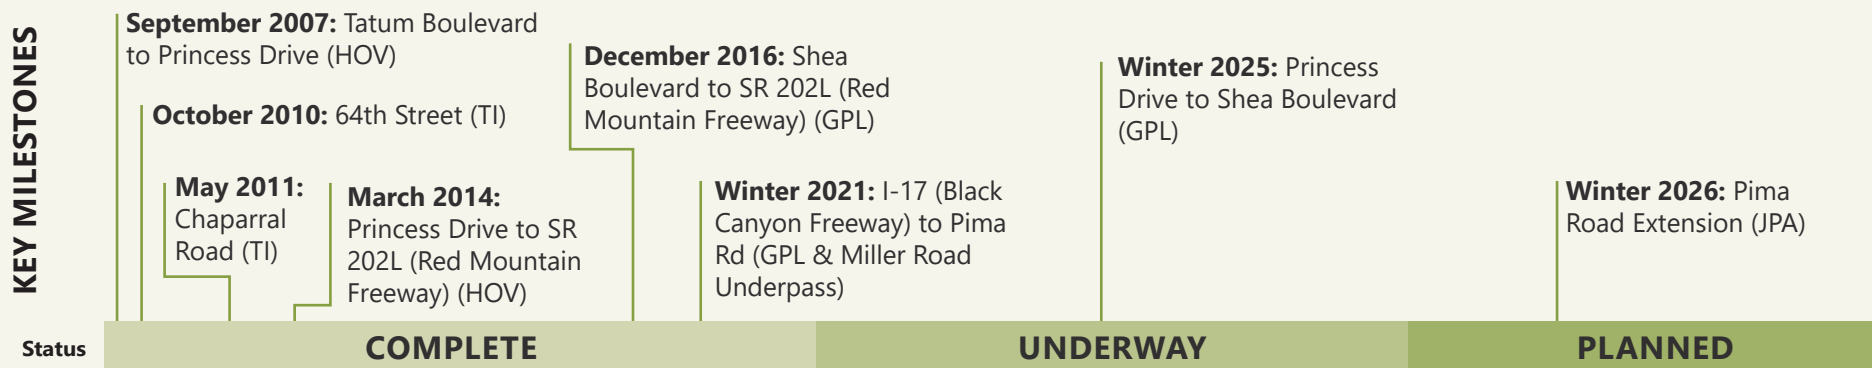 KEY MILESTONES
September 2007: Tatum Boulevard
to Princess Drive (HOV)
October 2010: 64th Street (TI)
May 2011:
Chaparral
Road (TI)
March 2014:
Princess Drive to SR
202L (Red Mountain
Freeway) (HOV)
December 2016: Shea
Boulevard to SR 202L (Red
Mountain Freeway) (GPL)
Winter 2021: I-17 (Black
Canyon Freeway) to Pima
Rd (GPL & Miller Road
Underpass)
Winter 2025: Princess
Drive to Shea Boulevard
(GPL)
Winter 2026: Pima
Road Extension (JPA)
Status
COMPLETE
UNDERWAY
PLANNED